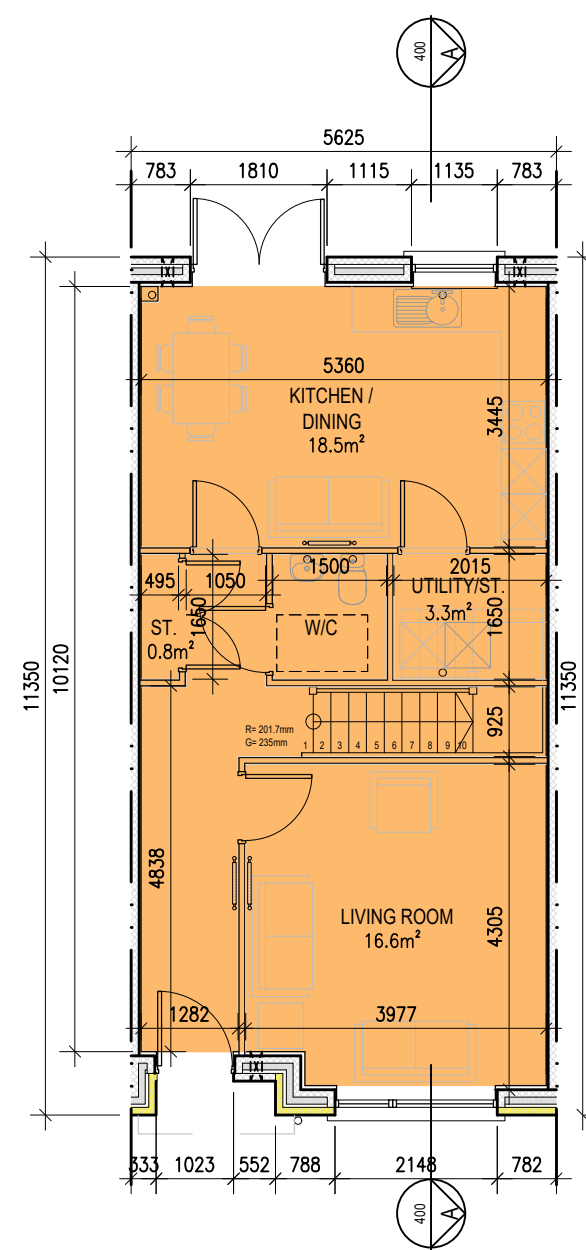 400
A
5625
783
1810
1115
1135
783
5360
KITCHEN /
DINING
18.5m²
3445
495
1050
1500
2015
UTILITY/ST.
3.3m²
1650
1650
ST.
0.8m²
W/C
11350
10120
11350
925
R= 201.7mm
G= 235mm
1 2 3 4 5 6 7 8 9 10
4838
LIVING ROOM
16.6m²
4305
1282
3977
333
1023
552
788
2148
782
400
A